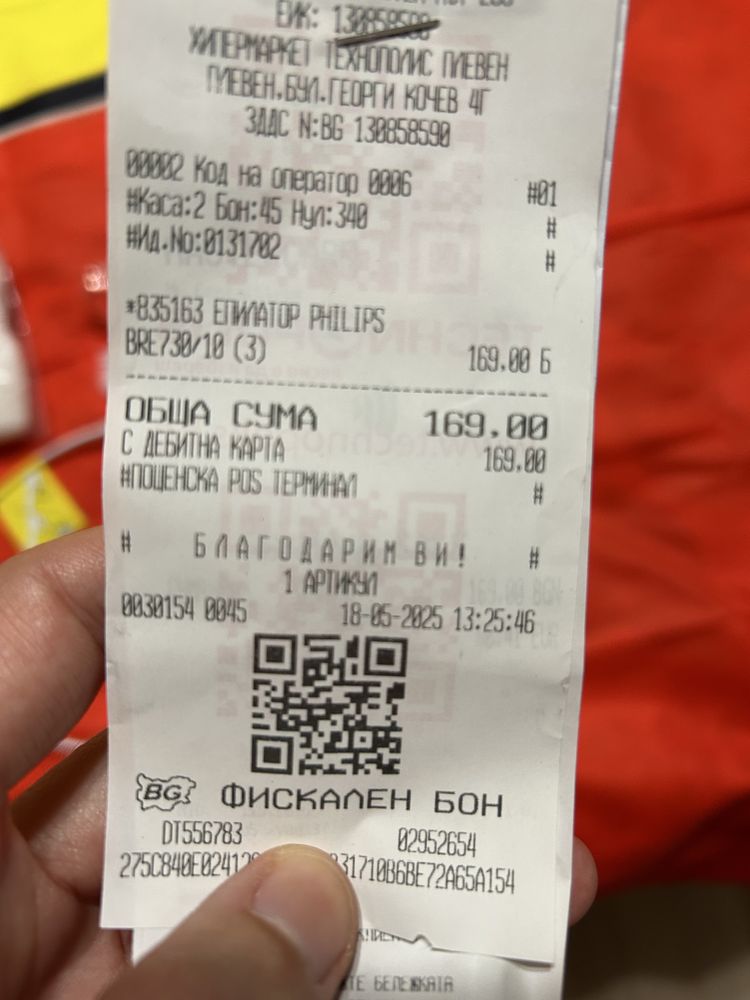 ЕИК: 130858590
ХИПЕРМАРКЕТ ТЕХНОПОЛИС ПЛЕВЕН
ПЛЕВЕН,БУЛ.ГЕОРГИ КОЧЕВ 4Г
ЗДДС N:BG 130858590
00002 Код на оператор 0006 #01
#Каса:2 Бон:45 Нул:340 #
#Ид.No:0131702 #
*835163 ЕПИЛАТОР PHILIPS
BRE730/10 (3) 169.00 Б
ОБЩА СУМА 169.00
С ДЕБИТНА КАРТА 169.00
#ПОЩЕНСКА POS ТЕРМИНАЛ #
# БЛАГОДАРИМ ВИ! #
1 АРТИКУЛ
0030154 0045 18-05-2025 13:25:46
BG ФИСКАЛЕН БОН
DT556783 02952654
БЕЛЕЖКАТА